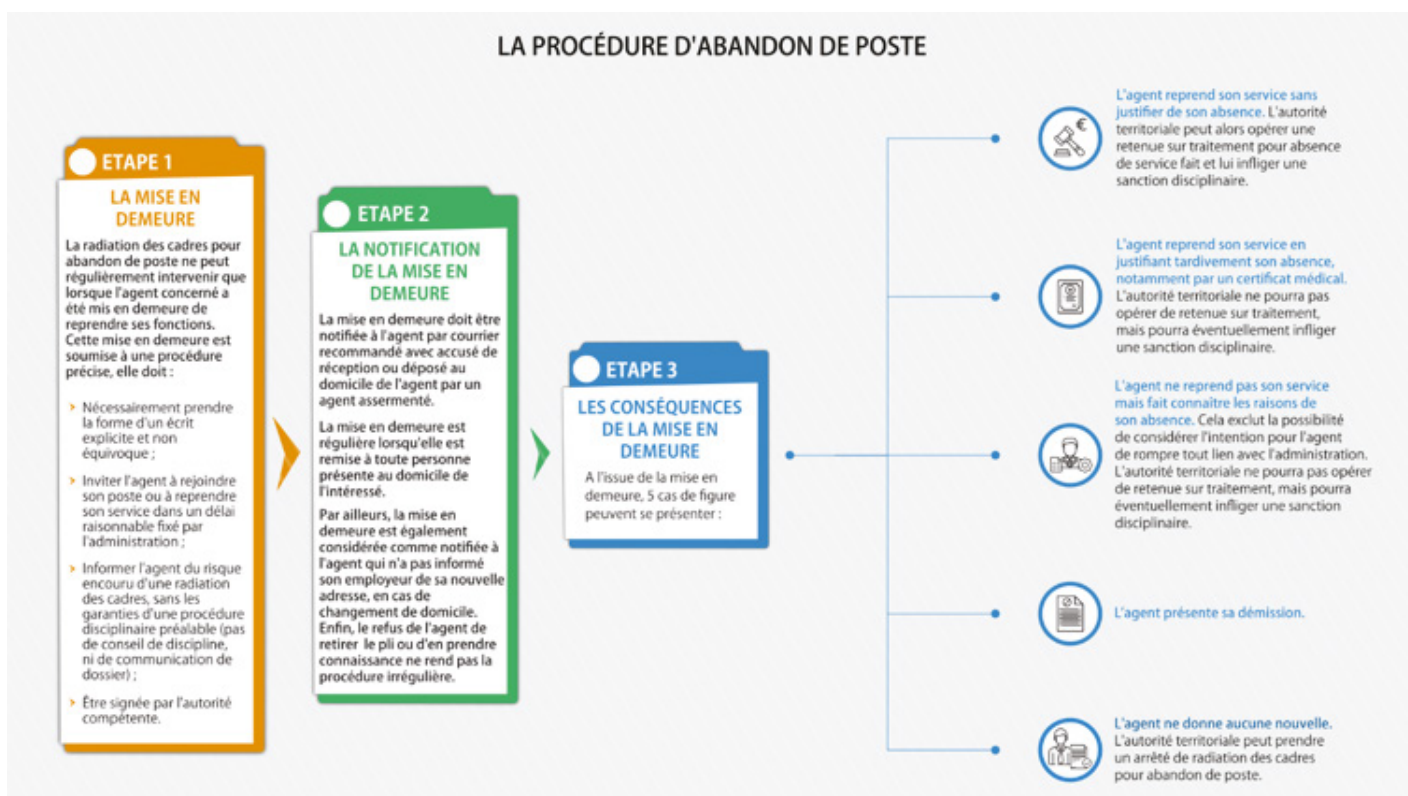 LA PROCÉDURE D'ABANDON DE POSTE
ETAPE 1
LA MISE EN
DEMEURE
La radiation des cadres pour
abandon de poste ne peut
régulièrement intervenir que
lorsque l'agent concerné a
été mis en demeure de
reprendre ses fonctions.
Cette mise en demeure est
soumise à une procédure
précise, elle doit :
> Nécessairement prendre
la forme d'un écrit
explicite et non
équivoque ;
> Inviter l'agent à rejoindre
son poste ou à reprendre
son service dans un délai
raisonnable fixé par
l'administration ;
> Informer l'agent du risque
encouru d'une radiation
des cadres, sans les
garanties d'une procédure
disciplinaire préalable (pas
de conseil de discipline,
ni de communication de
dossier) ;
> Être signée par l'autorité
compétente.
ETAPE 2
LA NOTIFICATION
DE LA MISE EN
DEMEURE
La mise en demeure doit être
notifiée à l'agent par courrier
recommandé avec accusé de
réception ou déposé au
domicile de l'agent par un
agent assermenté.
La mise en demeure est
régulière lorsqu'elle est
remise à toute personne
présente au domicile de
l'intéressé.
Par ailleurs, la mise en
demeure est également
considérée comme notifiée à
l'agent qui n'a pas informé
son employeur de sa nouvelle
adresse, en cas de
changement de domicile.
Enfin, le refus de l'agent de
retirer le pli ou d'en prendre
connaissance ne rend pas la
procédure irrégulière.
ETAPE 3
LES CONSÉQUENCES
DE LA MISE EN
DEMEURE
A l'issue de la mise en
demeure, 5 cas de figure
peuvent se présenter :
€
L'agent reprend son service sans
justifier de son absence. L'autorité
territoriale peut alors opérer une
retenue sur traitement pour absence
de service fait et lui infliger une
sanction disciplinaire.
L'agent reprend son service en
justifiant tardivement son absence,
notamment par un certificat médical.
L'autorité territoriale ne pourra pas
opérer de retenue sur traitement,
mais pourra éventuellement infliger
une sanction disciplinaire.
L'agent ne reprend pas son service
mais fait connaître les raisons de
son absence. Cela exclut la possibilité
de considérer l'intention pour l'agent
de rompre tout lien avec l'administration.
L'autorité territoriale ne pourra pas opérer
de retenue sur traitement, mais pourra
éventuellement infliger une sanction
disciplinaire.
L'agent présente sa démission.
L'agent ne donne aucune nouvelle.
L'autorité territoriale peut prendre
un arrêté de radiation des cadres
pour abandon de poste.